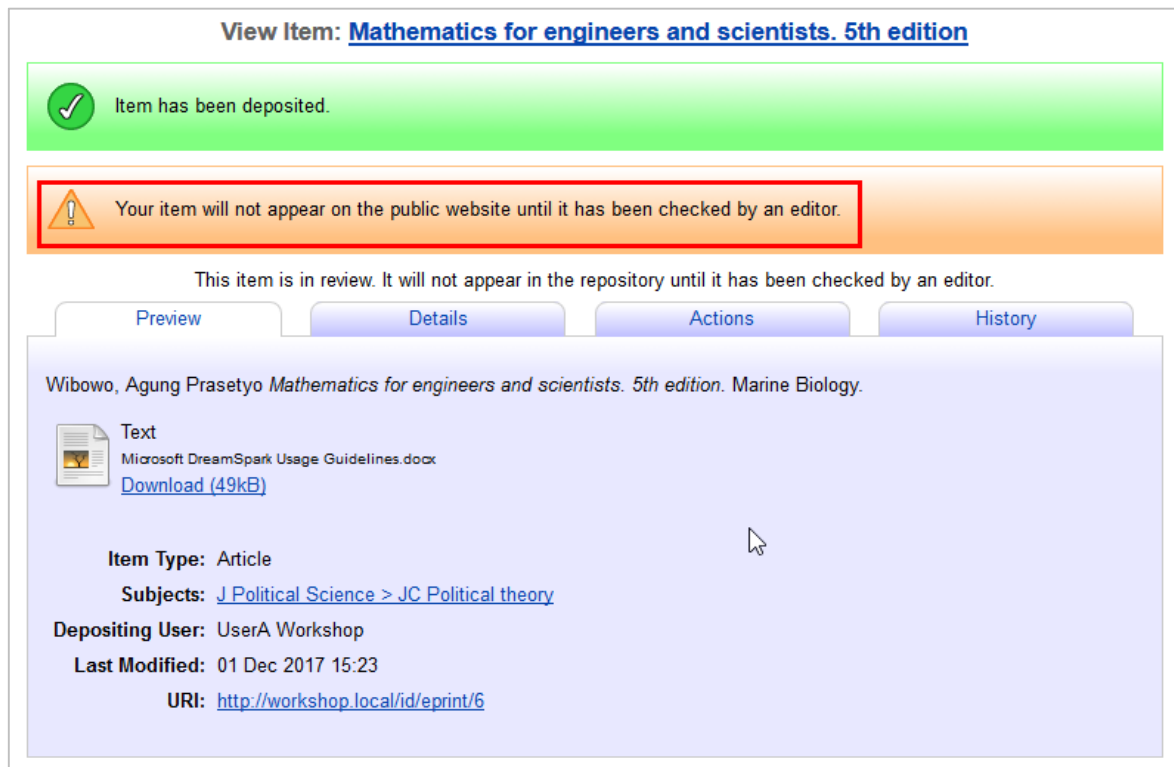 View Item: Mathematics for engineers and scientists. 5th edition
Item has been deposited.
Your item will not appear on the public website until it has been checked by an editor.
This item is in review. It will not appear in the repository until it has been checked by an editor.
Preview Details Actions History
Wibowo, Agung Prasetyo Mathematics for engineers and scientists. 5th edition. Marine Biology.
Text
Microsoft DreamSpark Usage Guidelines.docx
Download (49kB)
Item Type: Article
Subjects: J Political Science > JC Political theory
Depositing User: UserA Workshop
Last Modified: 01 Dec 2017 15:23
URI: http://workshop.local/id/eprint/6